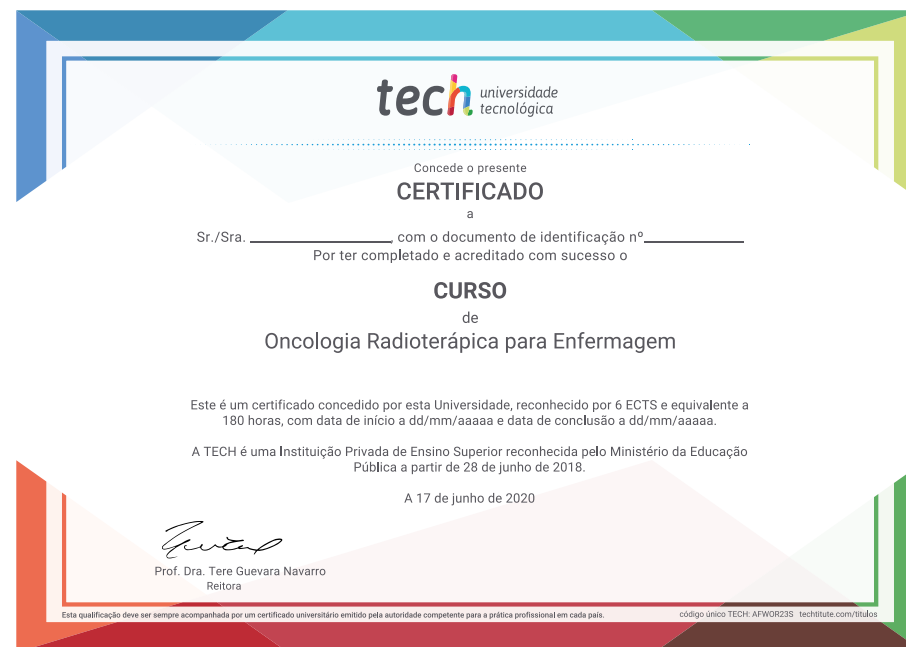 tech universidade
tecnológica
Concede o presente
CERTIFICADO
a
Sr./Sra. ________________, com o documento de identificação nº____________
Por ter completado e acreditado com sucesso o
CURSO
de
Oncologia Radioterápica para Enfermagem
Este é um certificado concedido por esta Universidade, reconhecido por 6 ECTS e equivalente a
180 horas, com data de início a dd/mm/aaaaa e data de conclusão a dd/mm/aaaaa.
A TECH é uma Instituição Privada de Ensino Superior reconhecida pelo Ministério da Educação
Pública a partir de 28 de junho de 2018.
A 17 de junho de 2020
Prof. Dra. Tere Guevara Navarro
Reitora
Esta qualificação deve ser sempre acompanhada por um certificado universitário emitido pela autoridade competente para a prática profissional em cada país.
código único TECH: AFWOR23S techtitute.com/titulos